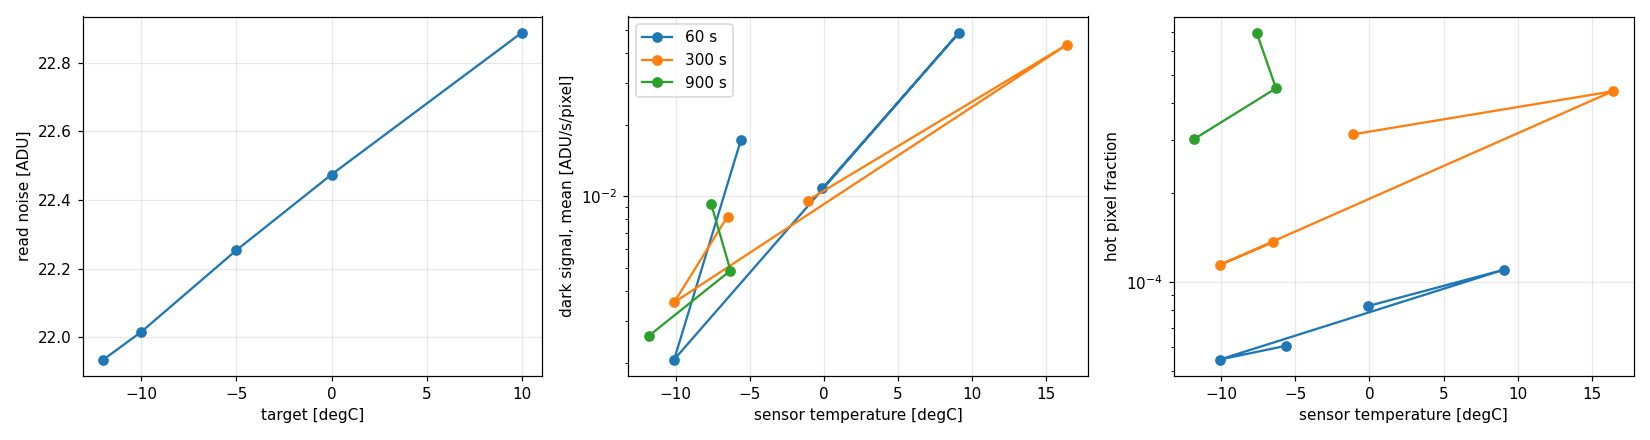 read noise [ADU]
22.8
22.6
22.4
22.2
22.0
−10
−5
0
5
10
target [degC]
dark signal, mean [ADU/s/pixel]
60 s
300 s
900 s
10⁻²
−10
−5
0
5
10
15
sensor temperature [degC]
hot pixel fraction
10⁻⁴
−10
−5
0
5
10
15
sensor temperature [degC]